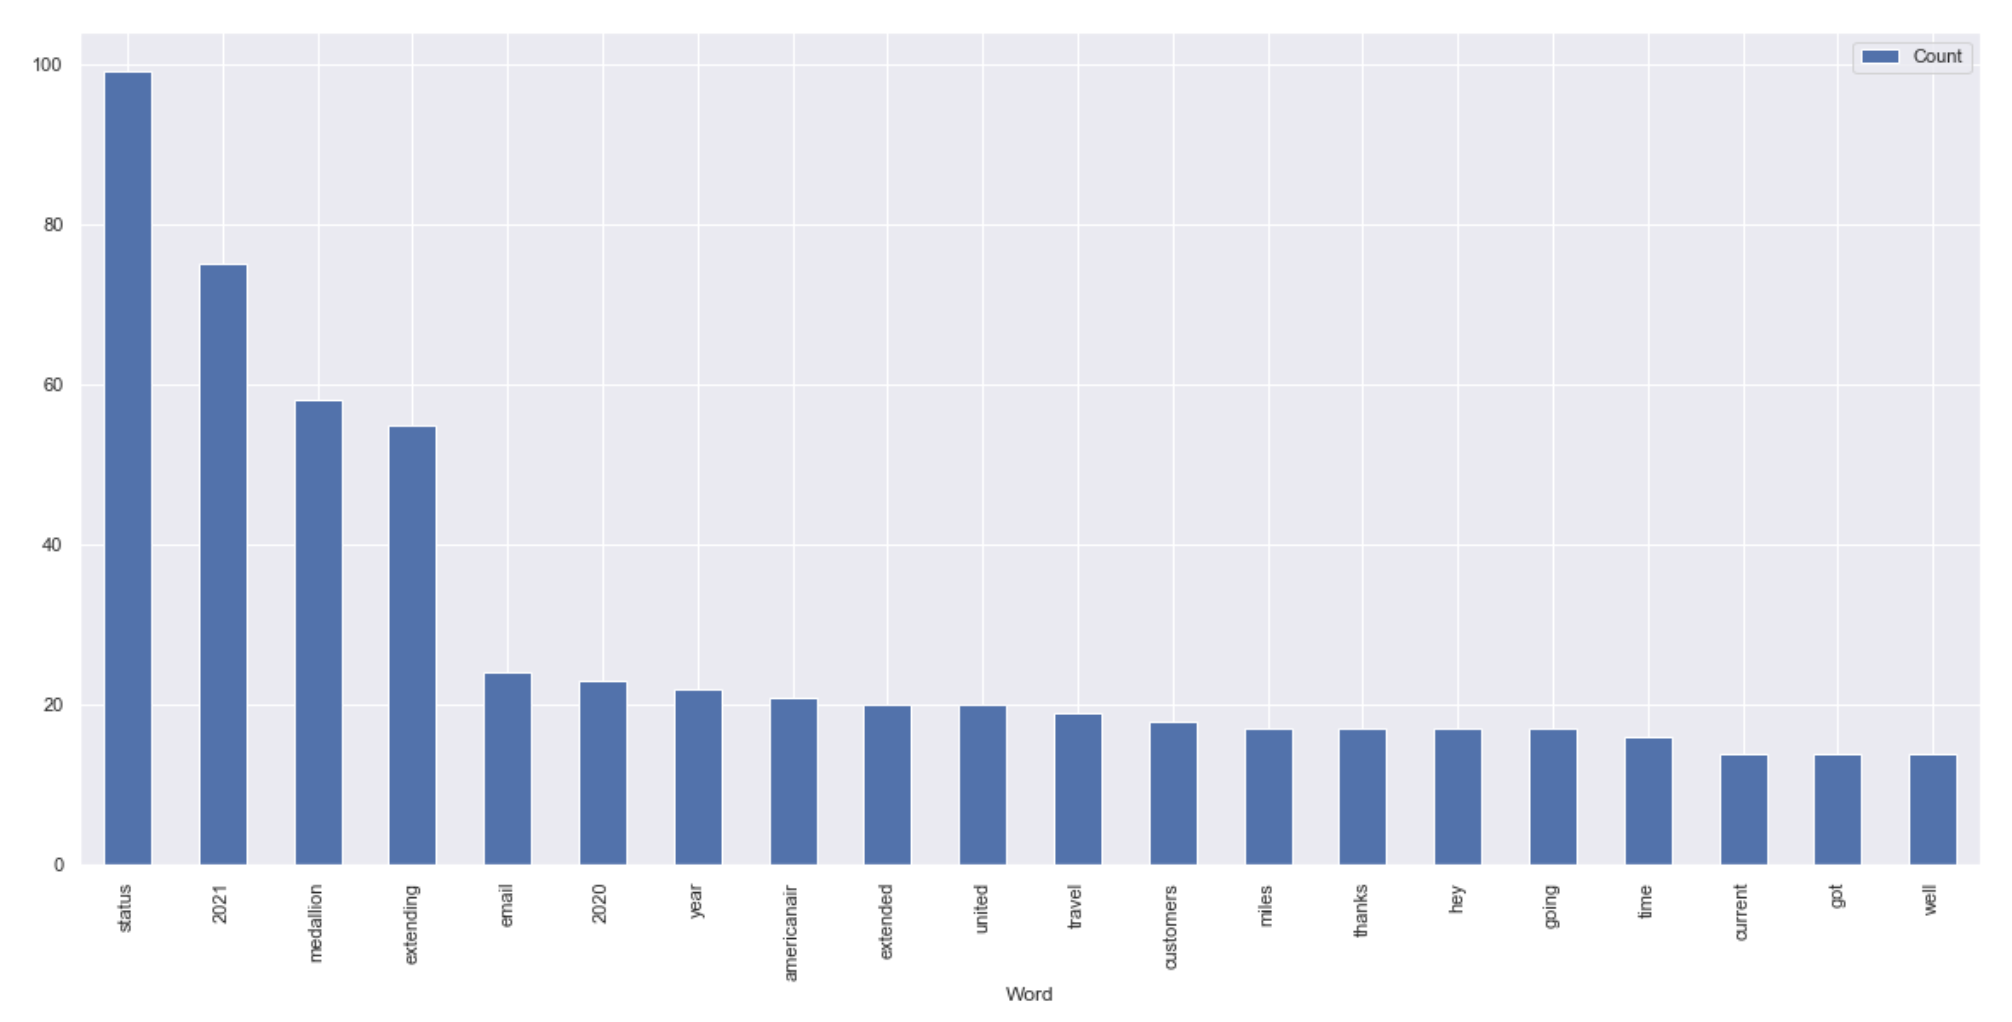 Count
100
80
60
40
20
0
status
2021
medallion
extending
email
2020
year
americanair
extended
united
travel
customers
miles
thanks
hey
going
time
current
got
well
Word